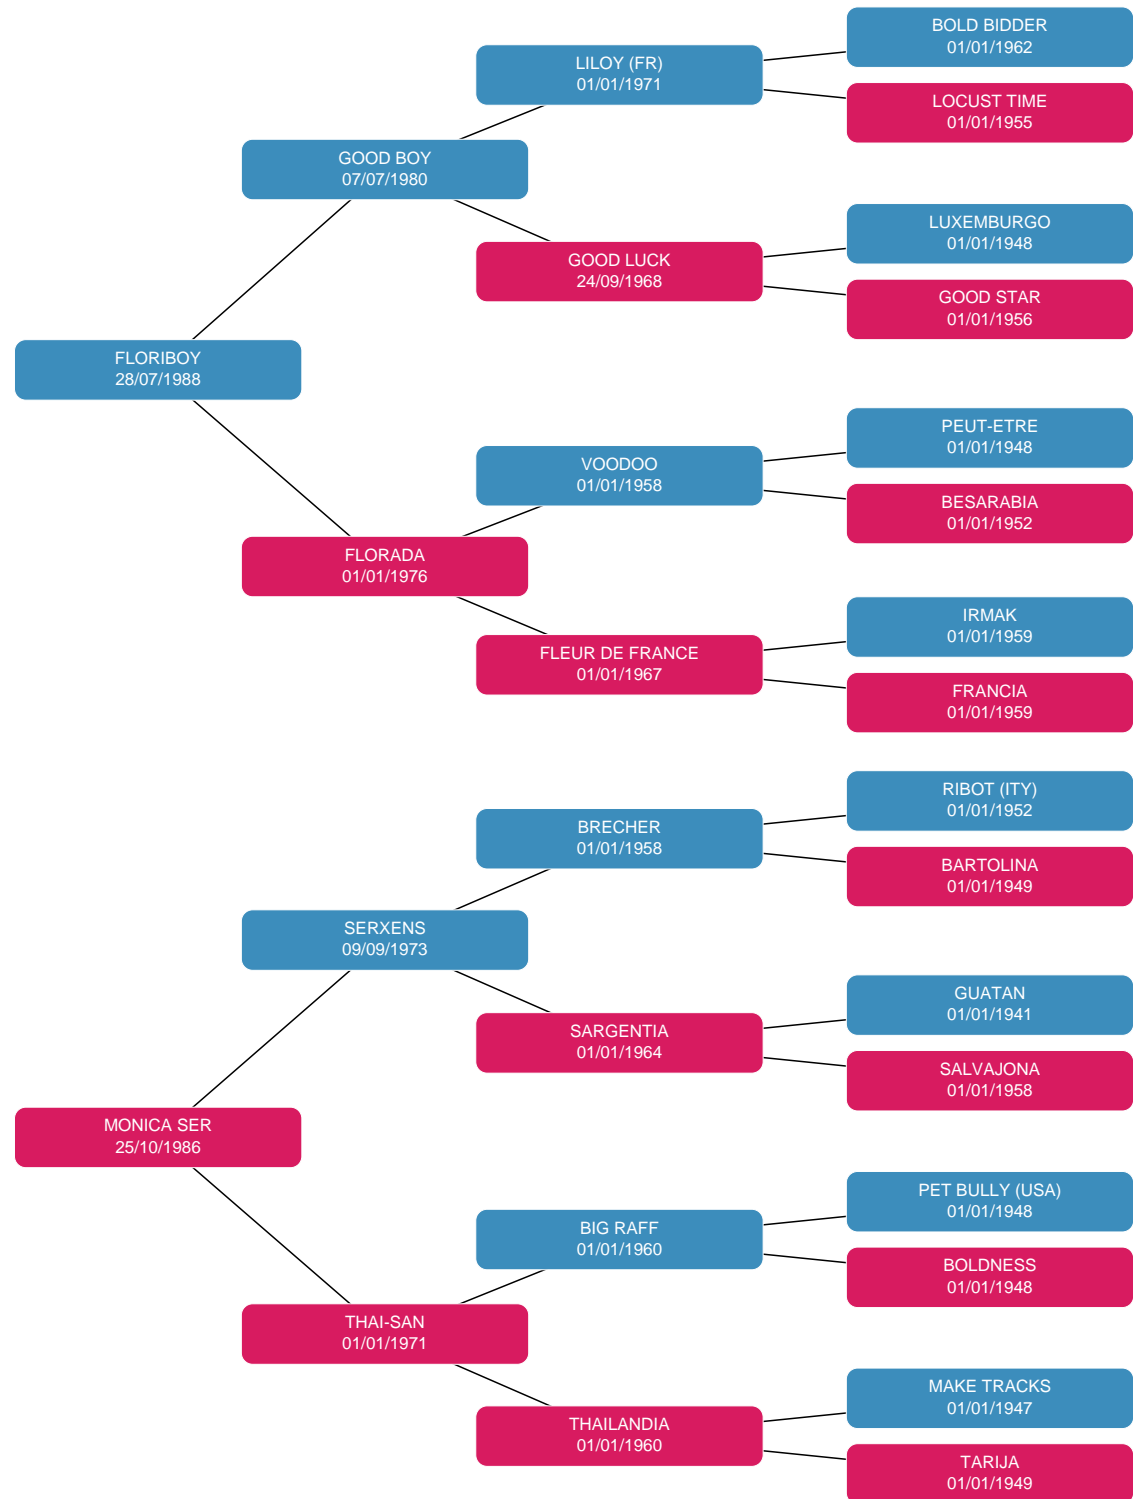 BOLD BIDDER
01/01/1962
LILOY (FR)
01/01/1971
LOCUST TIME
01/01/1955
GOOD BOY
07/07/1980
LUXEMBURGO
01/01/1948
GOOD LUCK
24/09/1968
GOOD STAR
01/01/1956
FLORIBOY
28/07/1988
PEUT-ETRE
01/01/1948
VOODOO
01/01/1958
BESARABIA
01/01/1952
FLORADA
01/01/1976
IRMAK
01/01/1959
FLEUR DE FRANCE
01/01/1967
FRANCIA
01/01/1959
RIBOT (ITY)
01/01/1952
BRECHER
01/01/1958
BARTOLINA
01/01/1949
SERXENS
09/09/1973
GUATAN
01/01/1941
SARGENTIA
01/01/1964
SALVAJONA
01/01/1958
MONICA SER
25/10/1986
PET BULLY (USA)
01/01/1948
BIG RAFF
01/01/1960
BOLDNESS
01/01/1948
THAI-SAN
01/01/1971
MAKE TRACKS
01/01/1947
THAILANDIA
01/01/1960
TARIJA
01/01/1949